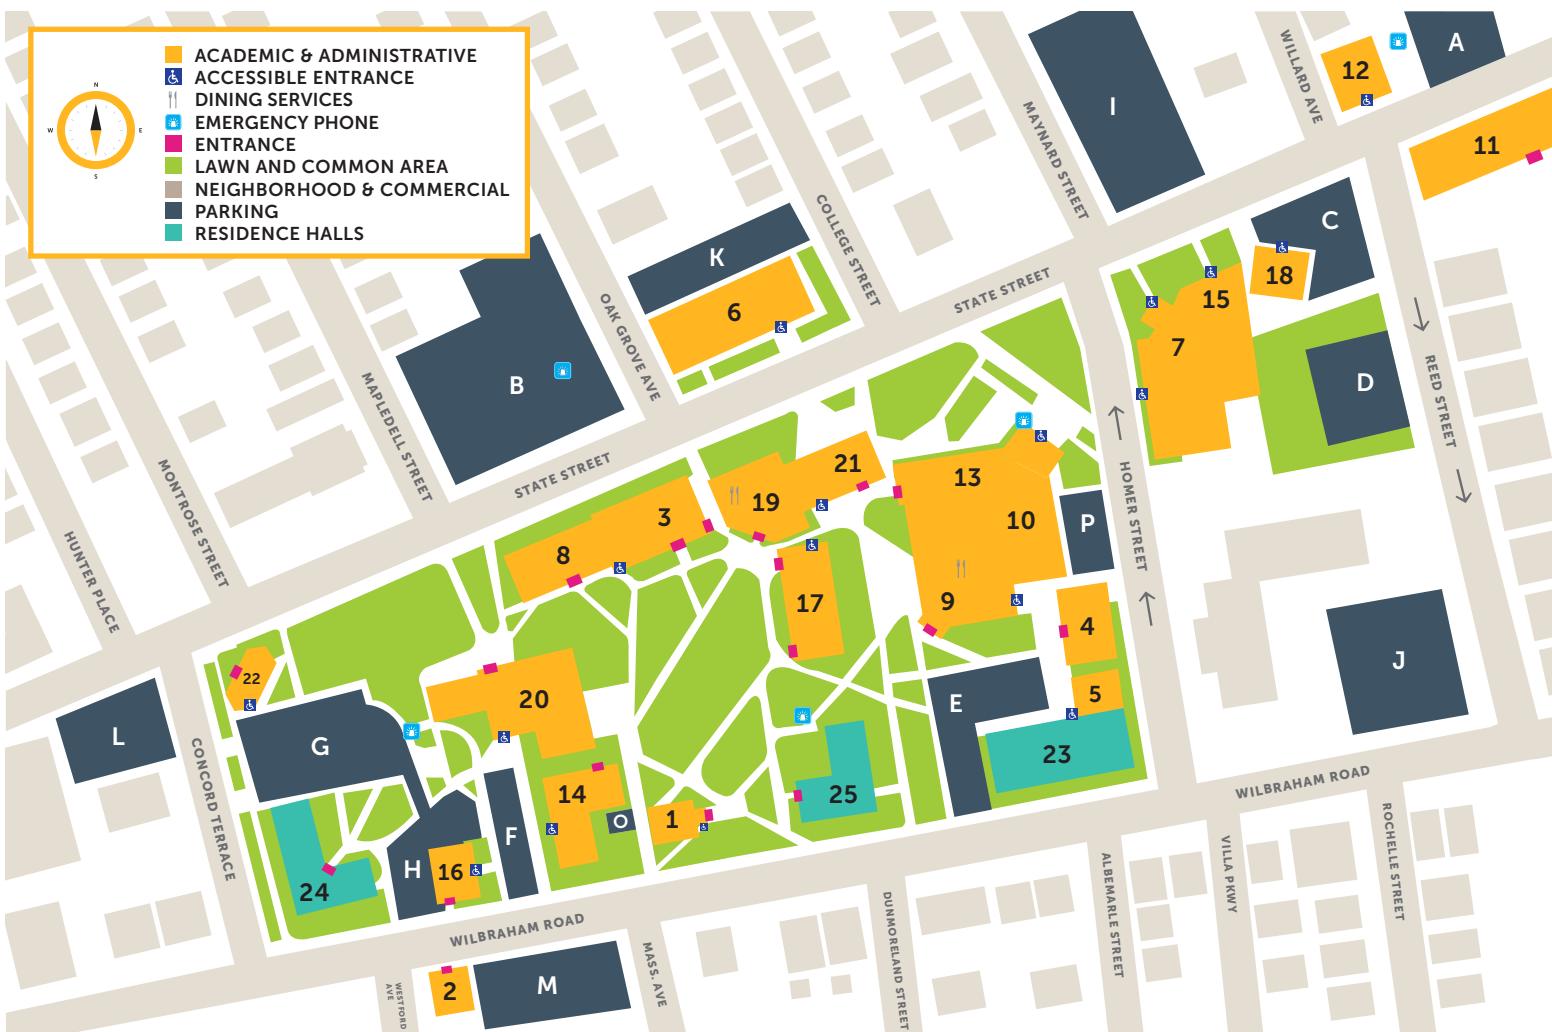 N
W
E
S
ACADEMIC & ADMINISTRATIVE
ACCESSIBLE ENTRANCE
DINING SERVICES
EMERGENCY PHONE
ENTRANCE
LAWN AND COMMON AREA
NEIGHBORHOOD & COMMERCIAL
PARKING
RESIDENCE HALLS
WILLARD AVE
12
A
I
11
MAYNARD STREET
COLLEGE STREET
C
K
18
15
STATE STREET
6
OAK GROVE AVE
7
B
D
MAPLEDELL STREET
REED STREET
MONTROSE STREET
STATE STREET
21
13
19
HOMER STREET
3
10
P
8
HUNTER PLACE
17
9
4
J
22
20
5
E
L
G
23
CONCORD TERRACE
14
25
WILBRAHAM ROAD
O
1
F
H
16
24
ROCHELLE STREET
VILLA PKWY
ALBEMARLE STREET
WILBRAHAM ROAD
DUNMORELAND STREET
MASS. AVE
2
M
WESTFORD
AVE